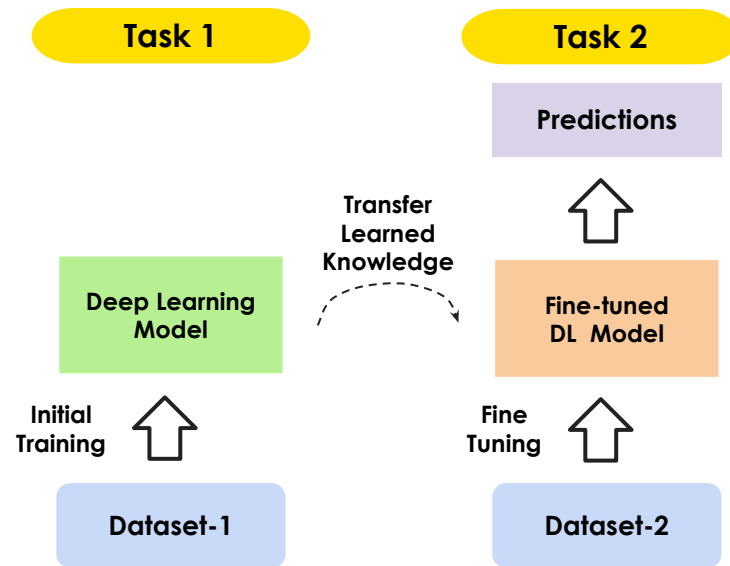 Task 1
Task 2
Predictions
Transfer
Learned
Knowledge
Deep Learning
Model
Fine-tuned
DL Model
Initial
Training
Fine
Tuning
Dataset-1
Dataset-2